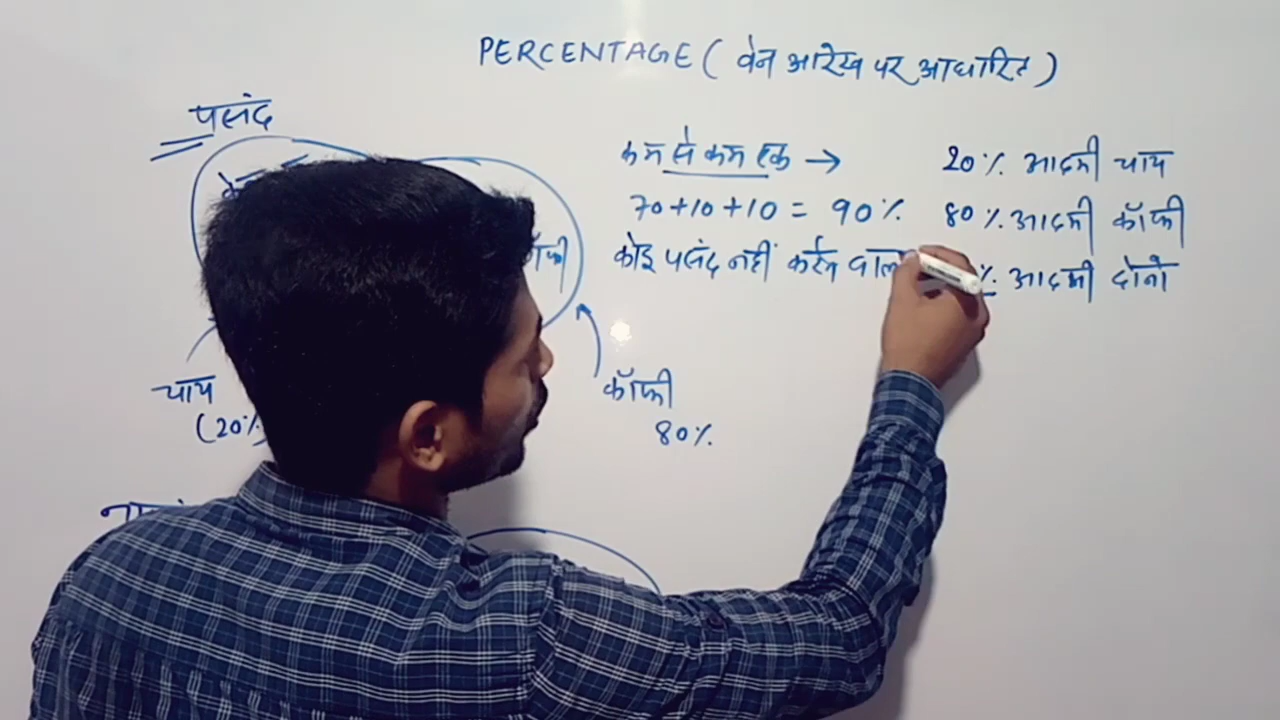 PERCENTAGE ( वेन आरेख पर आधारित )
पसंद
कम से कम एक → 20% आदमी चाय
70+10+10 = 90% 80% आदमी कॉफी
कोई पसंद नहीं करने % आदमी दोनो
चाय
(20%)
कॉफी
80%